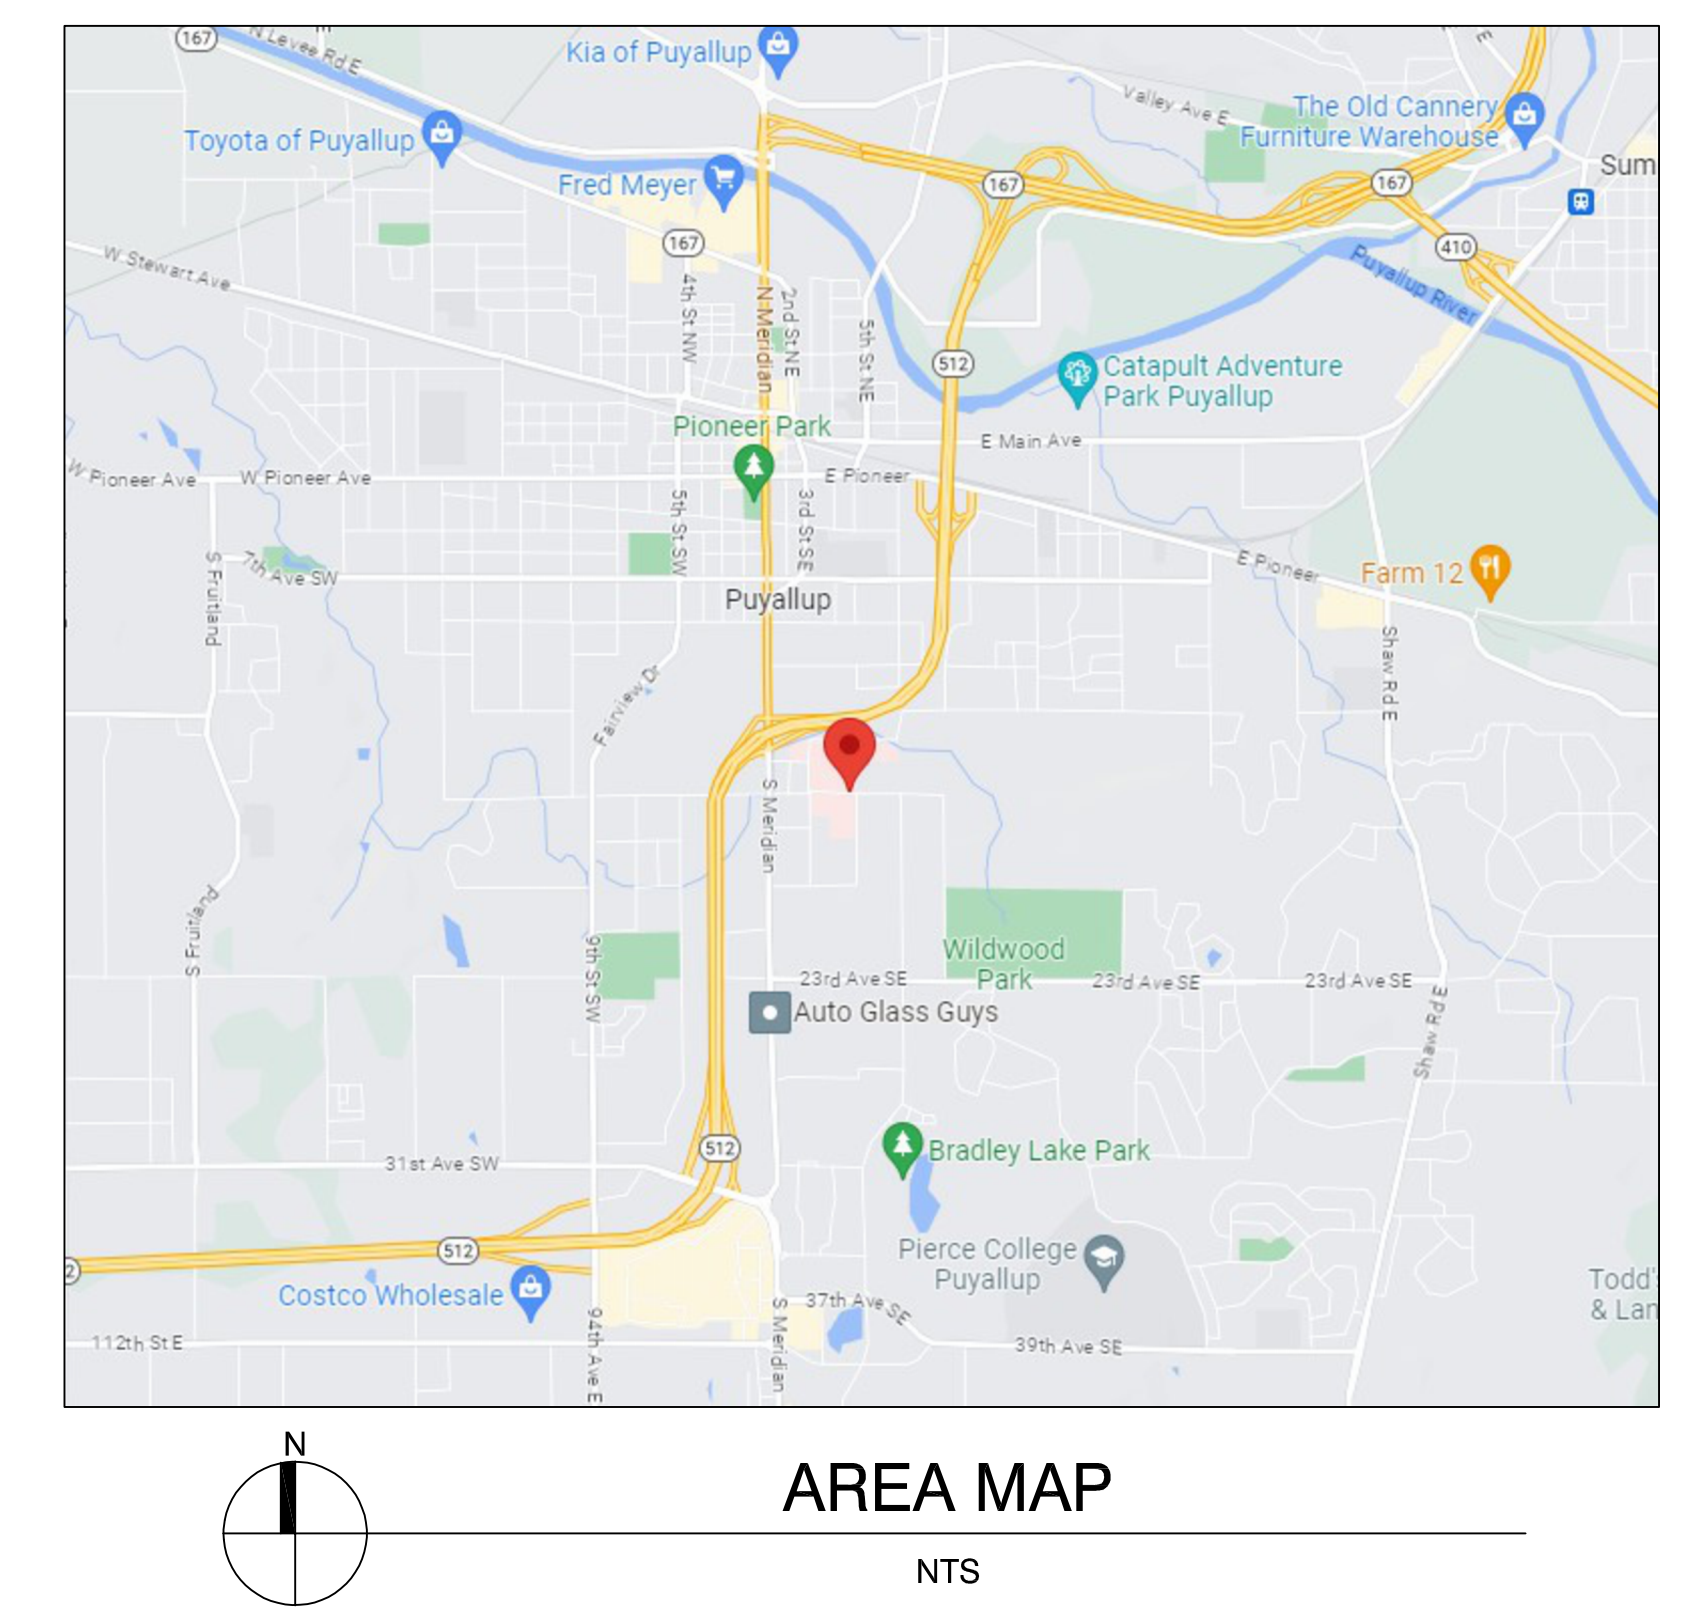 167
N Levee Rd E
Kia of Puyallup
Valley Ave E
The Old Cannery
Furniture Warehouse
Toyota of Puyallup
Fred Meyer
167
167
Sum
167
410
W Stewart Ave
Puyallup River
4th St NW
N Meridian
2nd St NE
5th St NE
512
Catapult Adventure
Park Puyallup
Pioneer Park
E Main Ave
W Pioneer Ave
W Pioneer Ave
E Pioneer
5th St SW
3rd St SE
S Fruitland
7th Ave SW
E Pioneer
Farm 12
Puyallup
Shaw Rd E
Fairview Dr
S Meridian
S Fruitland
9th St SW
Wildwood
Park
23rd Ave SE
23rd Ave SE
23rd Ave SE
Auto Glass Guys
Shaw Rd E
512
Bradley Lake Park
31st Ave SW
512
2
Pierce College
Puyallup
Costco Wholesale
Todd's
& Lan
37th Ave SE
S Meridian
94th Ave E
112th St E
39th Ave SE
N
AREA MAP
NTS